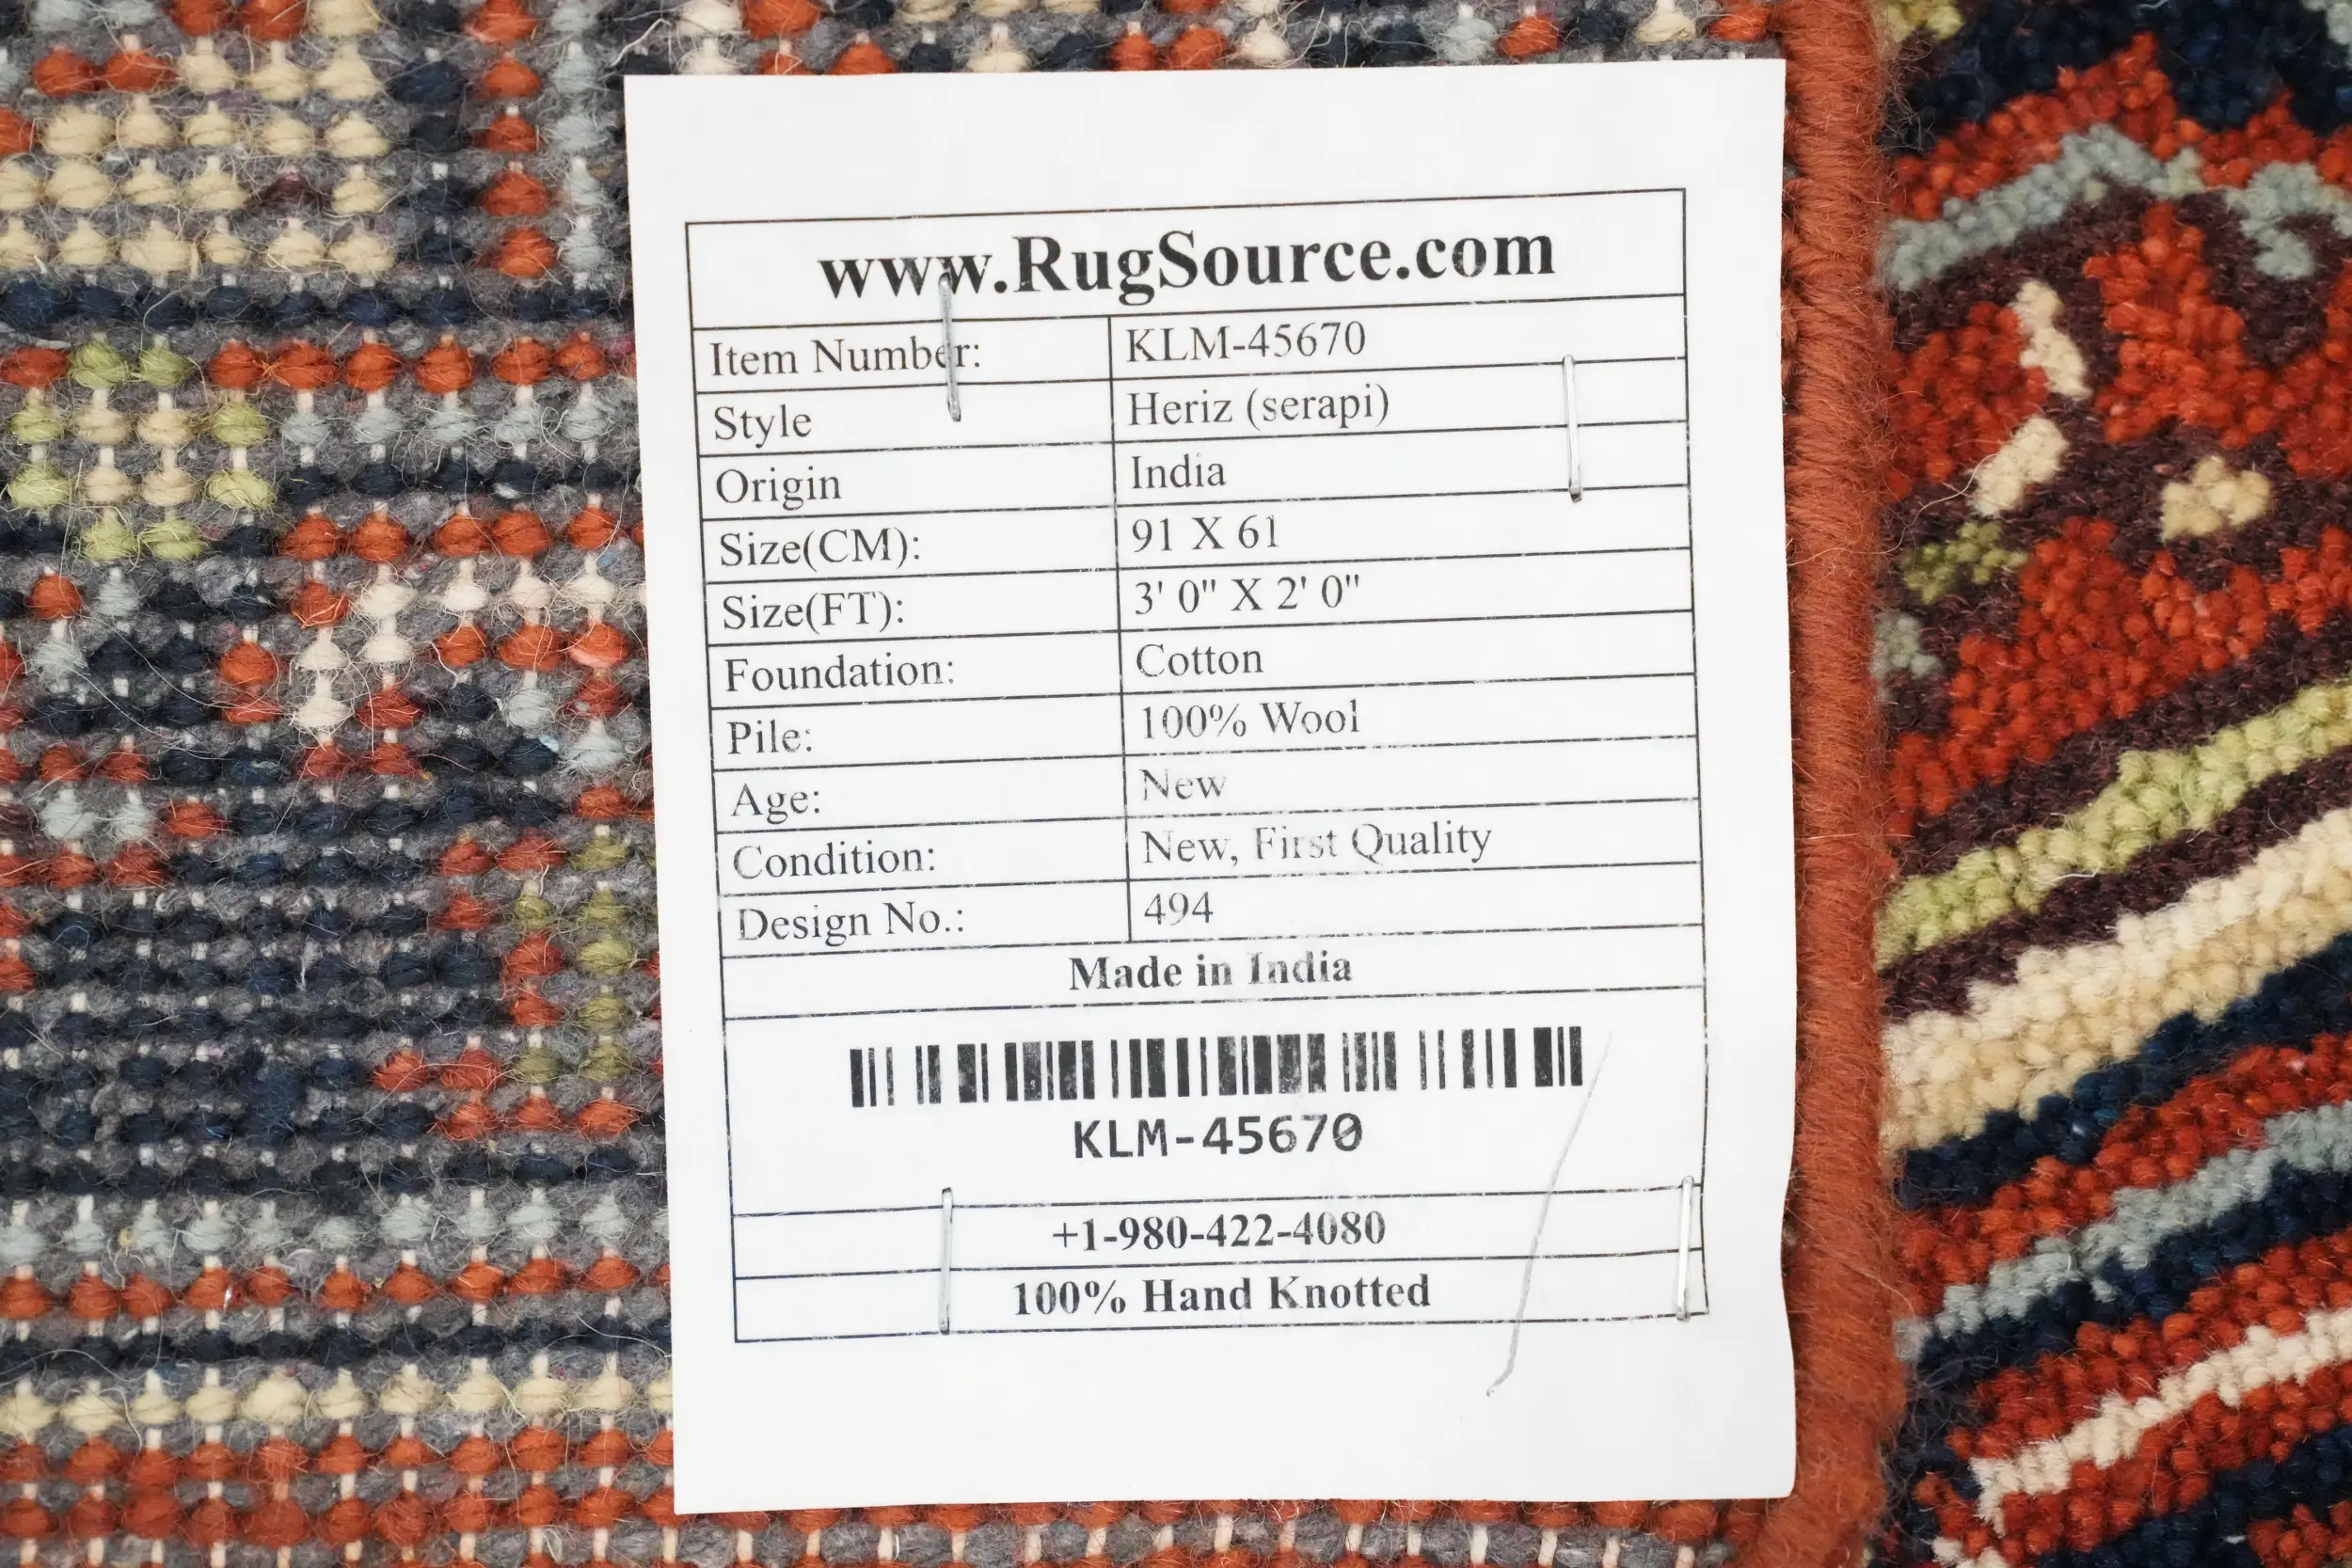 www.RugSource.com
Item Number: KLM-45670
Style Heriz (serapi)
Origin India
Size(CM): 91 X 61
Size(FT): 3' 0" X 2' 0"
Foundation: Cotton
Pile: 100% Wool
Age: New
Condition: New, First Quality
Design No.: 494
Made in India
KLM-45670
+1-980-422-4080
100% Hand Knotted